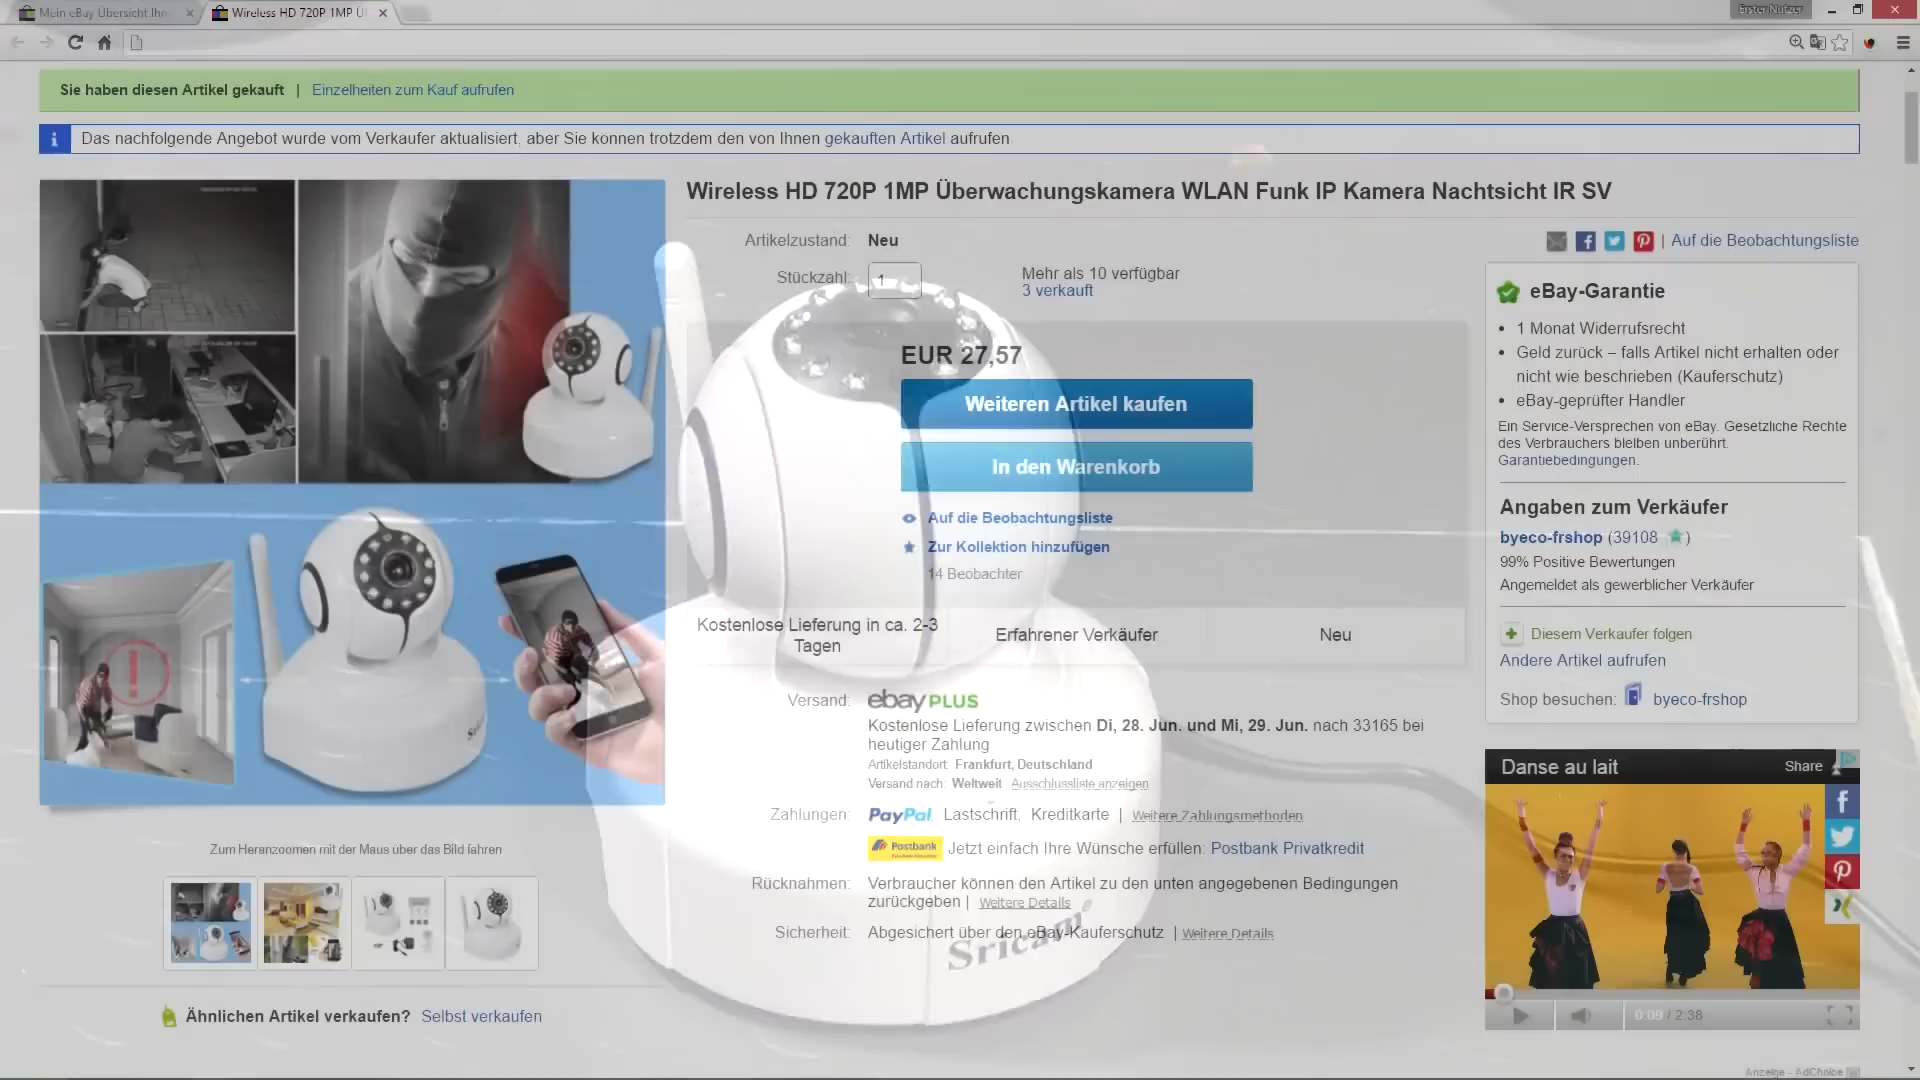 Mein eBay Übersicht.Ihre
Wireless HD 720P 1MP Ü
Erster Nutzer
Sie haben diesen Artikel gekauft | Einzelheiten zum Kauf aufrufen
i Das nachfolgende Angebot wurde vom Verkäufer aktualisiert, aber Sie können trotzdem den von Ihnen gekauften Artikel aufrufen
Wireless HD 720P 1MP Überwachungskamera WLAN Funk IP Kamera Nachtsicht IR SV
Artikelzustand: Neu
| Auf die Beobachtungsliste
Stückzahl: 1
Mehr als 10 verfügbar
3 verkauft
EUR 27,57
Weiteren Artikel kaufen
In den Warenkorb
Auf die Beobachtungsliste
Zur Kollektion hinzufügen
14 Beobachter
Kostenlose Lieferung in ca. 2-3
Tagen
Erfahrener Verkäufer
Neu
Versand: ebay PLUS
Kostenlose Lieferung zwischen Di, 28. Jun. und Mi, 29. Jun. nach 33165 bei
heutiger Zahlung
Artikelstandort: Frankfurt, Deutschland
Versand nach: Weltweit Ausschlussliste anzeigen
Zahlungen: PayPal, Lastschrift, Kreditkarte | Weitere Zahlungsmethoden
Postbank Jetzt einfach Ihre Wünsche erfüllen: Postbank Privatkredit
Rücknahmen: Verbraucher können den Artikel zu den unten angegebenen Bedingungen
zurückgeben | Weitere Details
Sicherheit: Abgesichert über den eBay-Käuferschutz | Weitere Details
Sricam
eBay-Garantie
• 1 Monat Widerrufsrecht
• Geld zurück – falls Artikel nicht erhalten oder
nicht wie beschrieben (Käuferschutz)
• eBay-geprüfter Händler
Ein Service-Versprechen von eBay. Gesetzliche Rechte
des Verbrauchers bleiben unberührt.
Garantiebedingungen.
Angaben zum Verkäufer
byeco-frshop (39108 )
99% Positive Bewertungen
Angemeldet als gewerblicher Verkäufer
Diesem Verkäufer folgen
Andere Artikel aufrufen
Shop besuchen: byeco-frshop
Danse au lait
Share
0:09 / 2:38
Anzeige - AdChoice
Zum Heranzoomen mit der Maus über das Bild fahren
Ähnlichen Artikel verkaufen? Selbst verkaufen